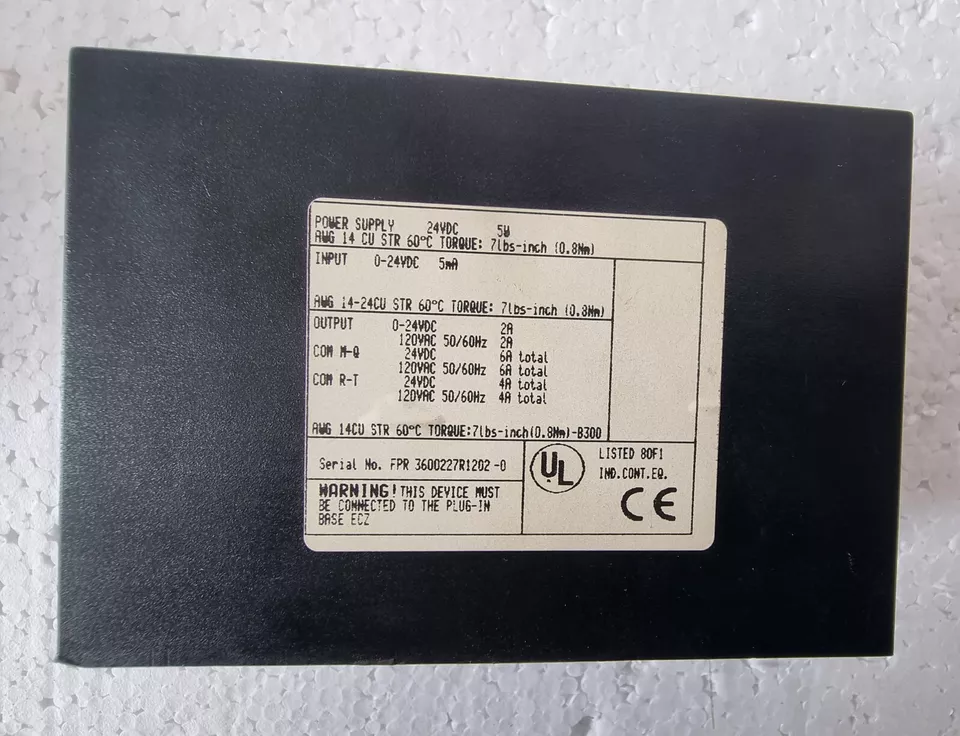 POWER SUPPLY 24VDC 5W
AWG 14 CU STR 60°C TORQUE: 7lbs-inch (0.8Nm)
INPUT 0-24VDC 5mA
AWG 14-24CU STR 60°C TORQUE: 7lbs-inch (0.8Nm)
OUTPUT 0-24VDC 2A
120VAC 50/60Hz 2A
COM M-Q 24VDC 6A total
120VAC 50/60Hz 6A total
COM R-T 24VDC 4A total
120VAC 50/60Hz 4A total
AWG 14CU STR 60°C TORQUE:7lbs-inch(0.8Nm)-B300
Serial No. FPR 3600227R1202-0
WARNING! THIS DEVICE MUST
BE CONNECTED TO THE PLUG-IN
BASE ECZ
UL
LISTED 80F1
IND.CONT.EQ.
CE